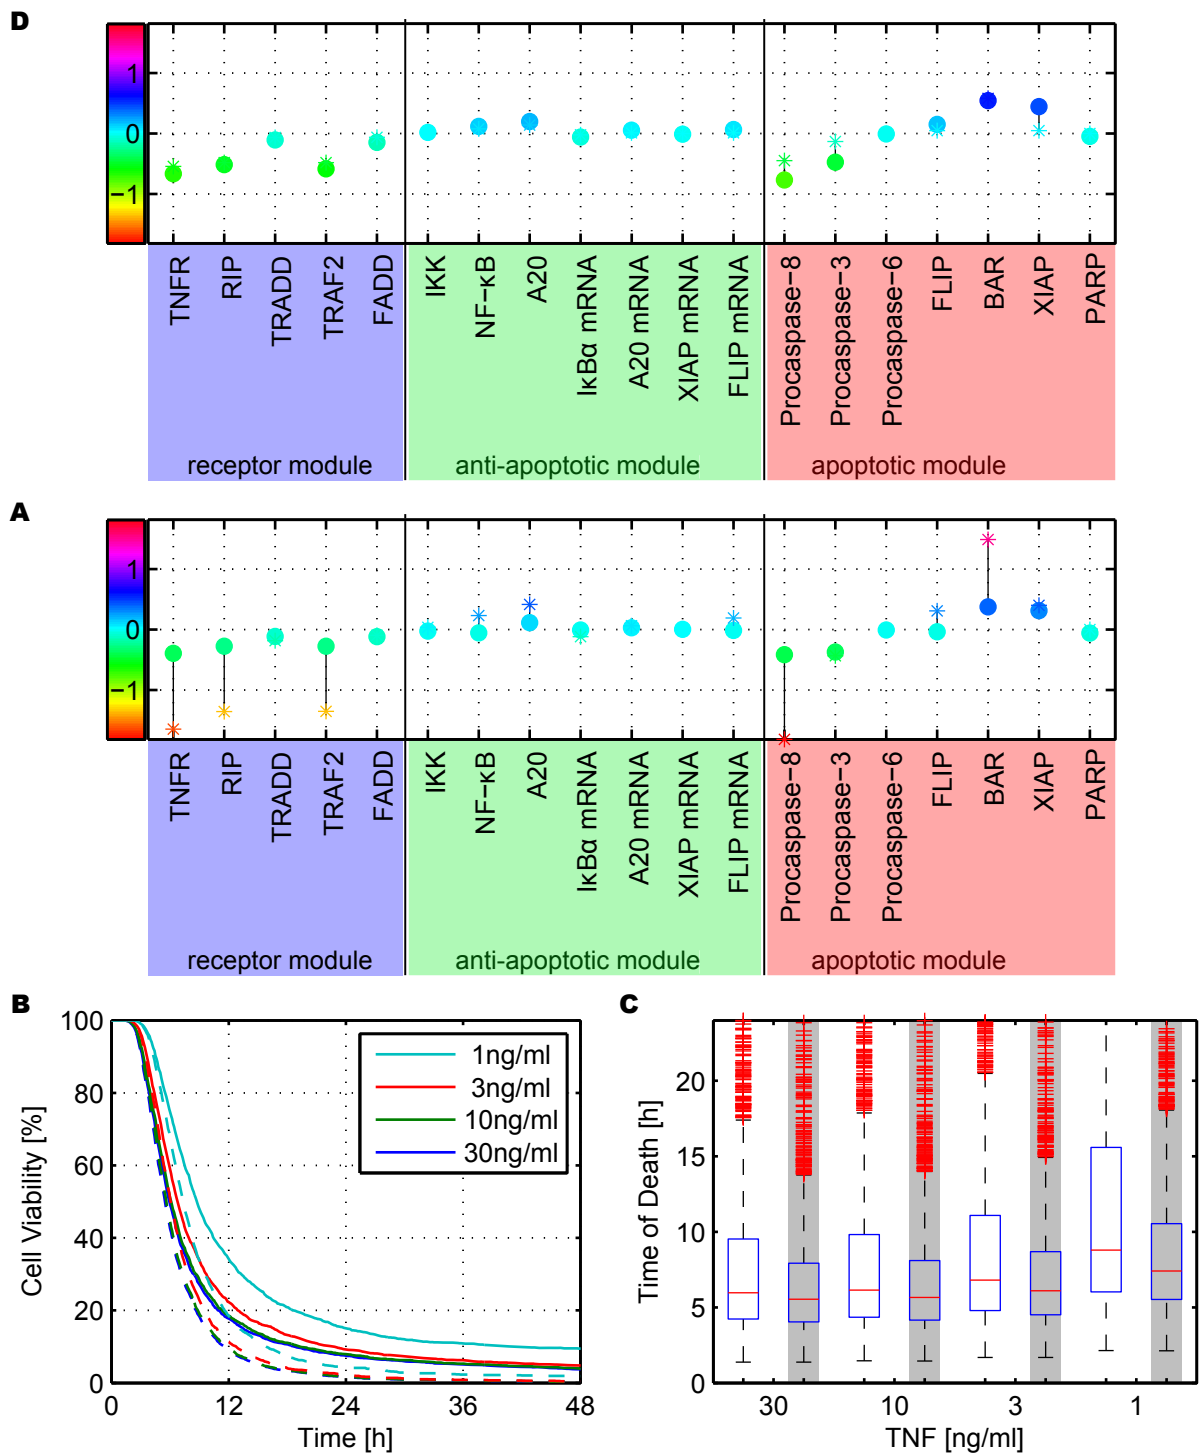 D
1
0
−1
TNFR
RIP
TRADD
TRAF2
FADD
IKK
NF−κB
A20
IκBα mRNA
A20 mRNA
XIAP mRNA
FLIP mRNA
Procaspase−8
Procaspase−3
Procaspase−6
FLIP
BAR
XIAP
PARP
receptor module
anti-apoptotic module
apoptotic module
A
1
0
−1
TNFR
RIP
TRADD
TRAF2
FADD
IKK
NF−κB
A20
IκBα mRNA
A20 mRNA
XIAP mRNA
FLIP mRNA
Procaspase−8
Procaspase−3
Procaspase−6
FLIP
BAR
XIAP
PARP
receptor module
anti-apoptotic module
apoptotic module
B
Cell Viability [%]
100
80
60
40
20
0
1ng/ml
3ng/ml
10ng/ml
30ng/ml
0 12 24 36 48
Time [h]
C
Time of Death [h]
20
15
10
5
0
30 10 3 1
TNF [ng/ml]